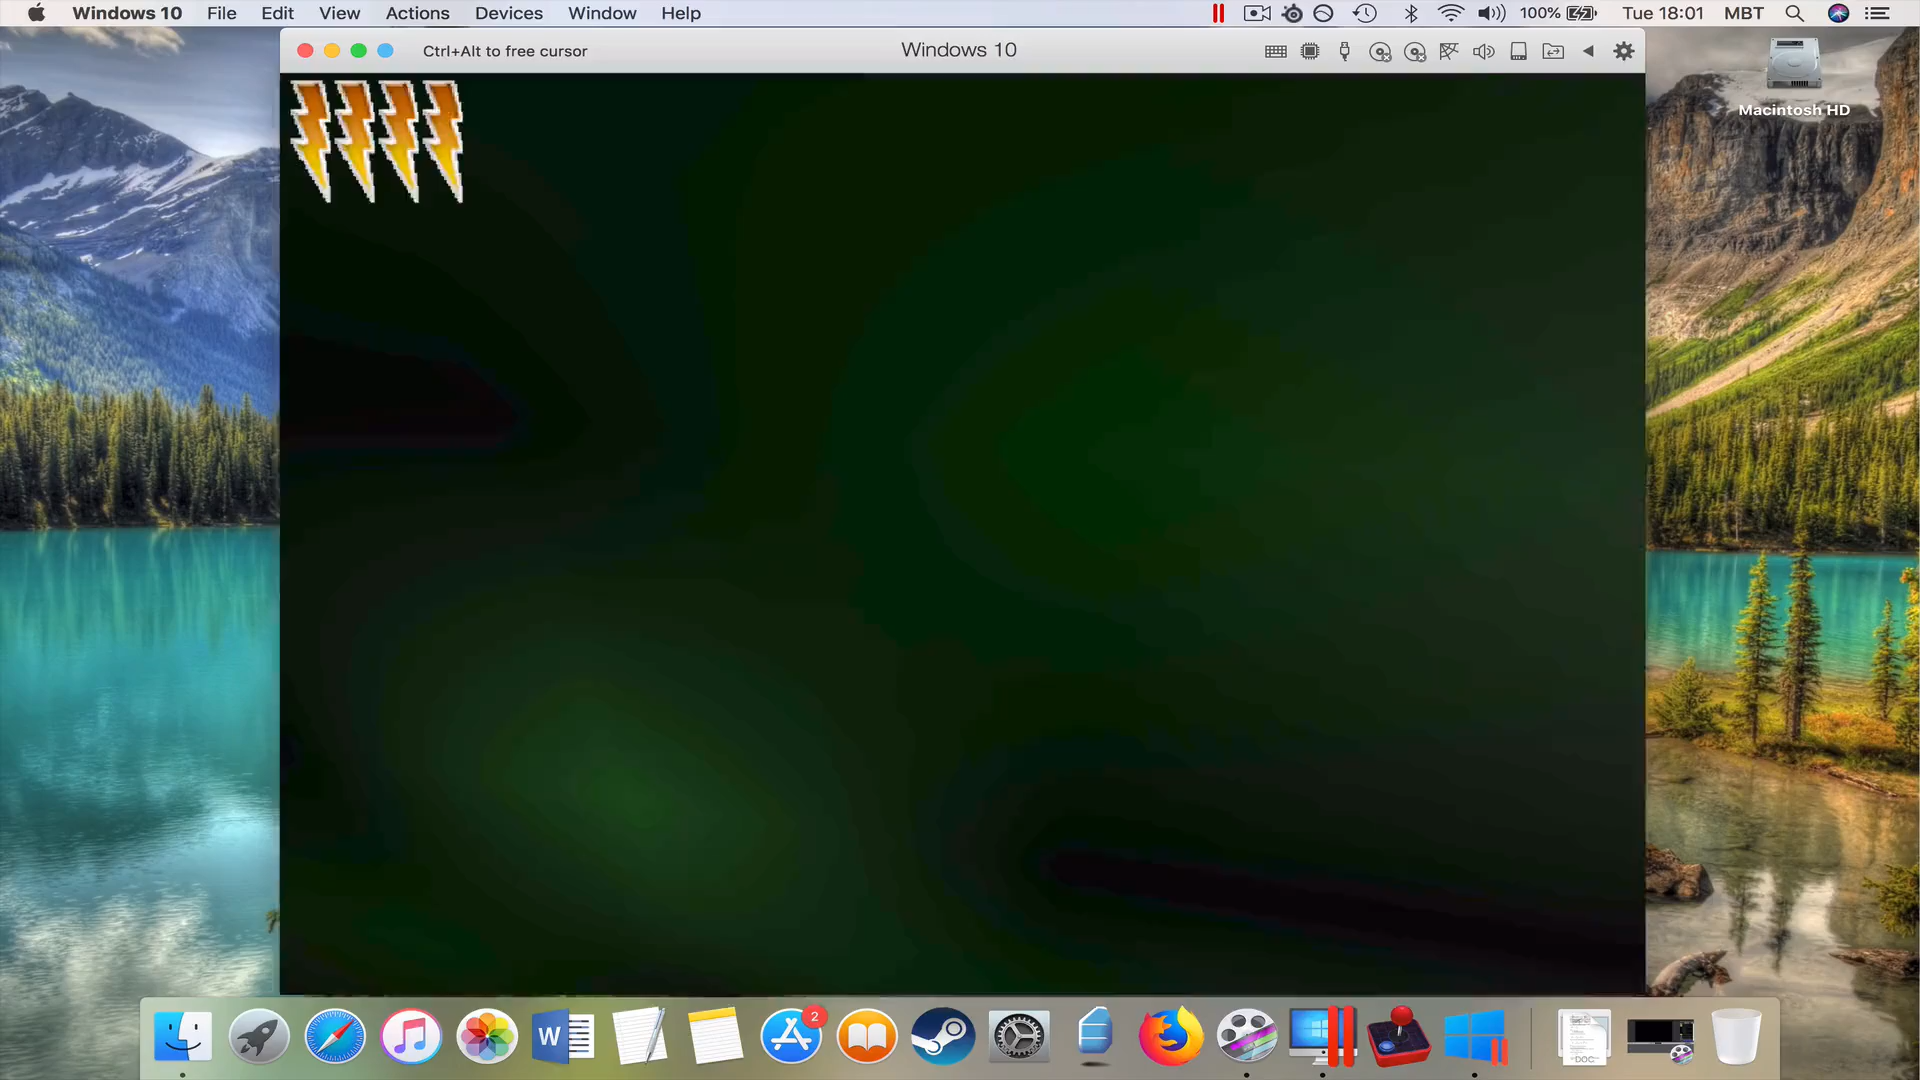 Windows 10 File Edit View Actions Devices Window Help 100% Tue 18:01 MBT
Ctrl+Alt to free cursor Windows 10
Macintosh HD
2
W
DOC